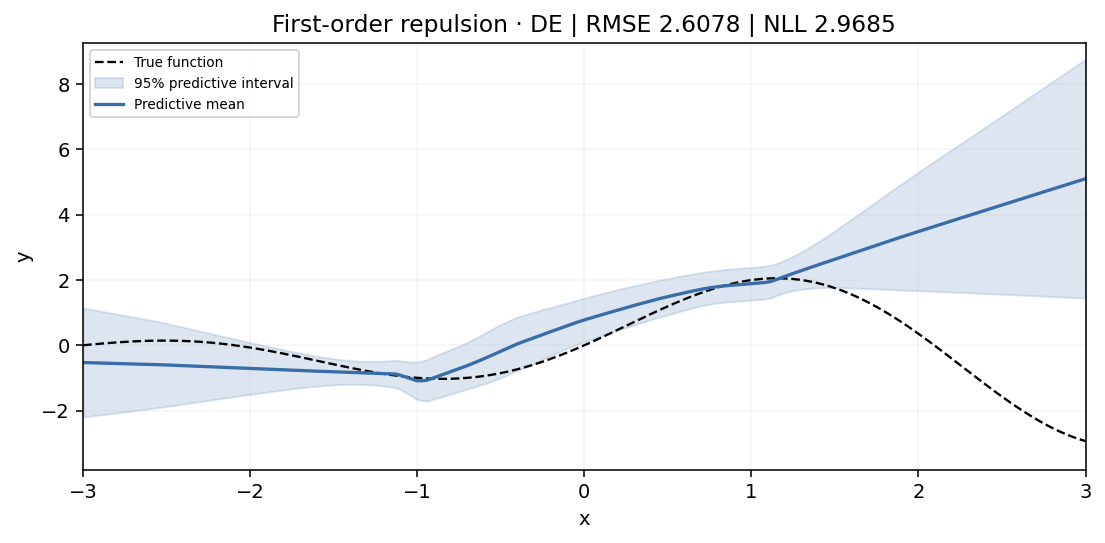 First-order repulsion · DE | RMSE 2.6078 | NLL 2.9685
True function
95% predictive interval
Predictive mean
8
6
4
2
0
−2
y
−3
−2
−1
0
1
2
3
x